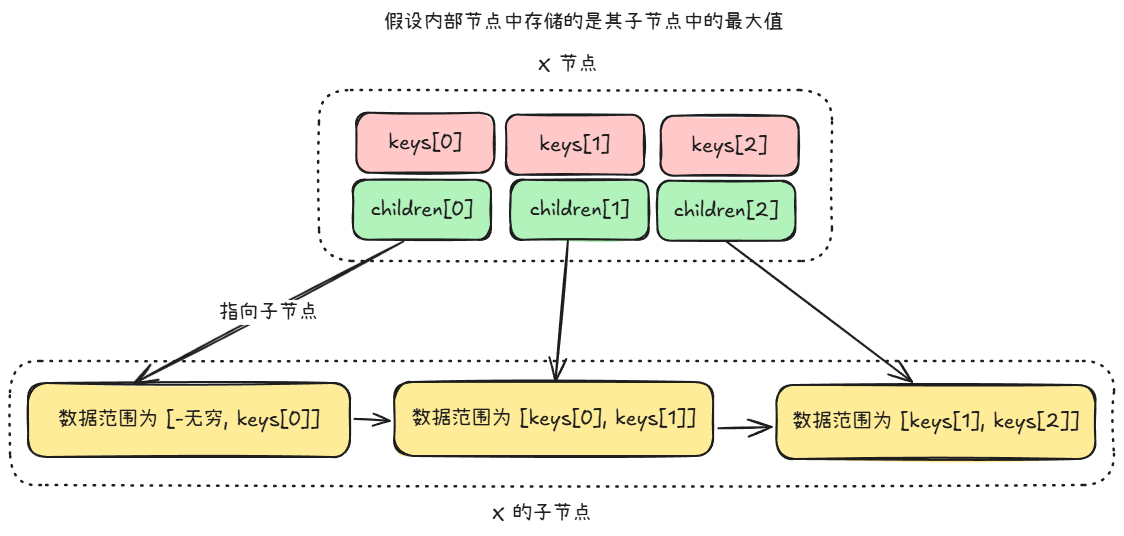 假设内部节点中存储的是其子节点中的最大值
x 节点
keys[0]
keys[1]
keys[2]
children[0]
children[1]
children[2]
指向子节点
数据范围为 [-无穷, keys[0]]
数据范围为 [keys[0], keys[1]]
数据范围为 [keys[1], keys[2]]
x 的子节点